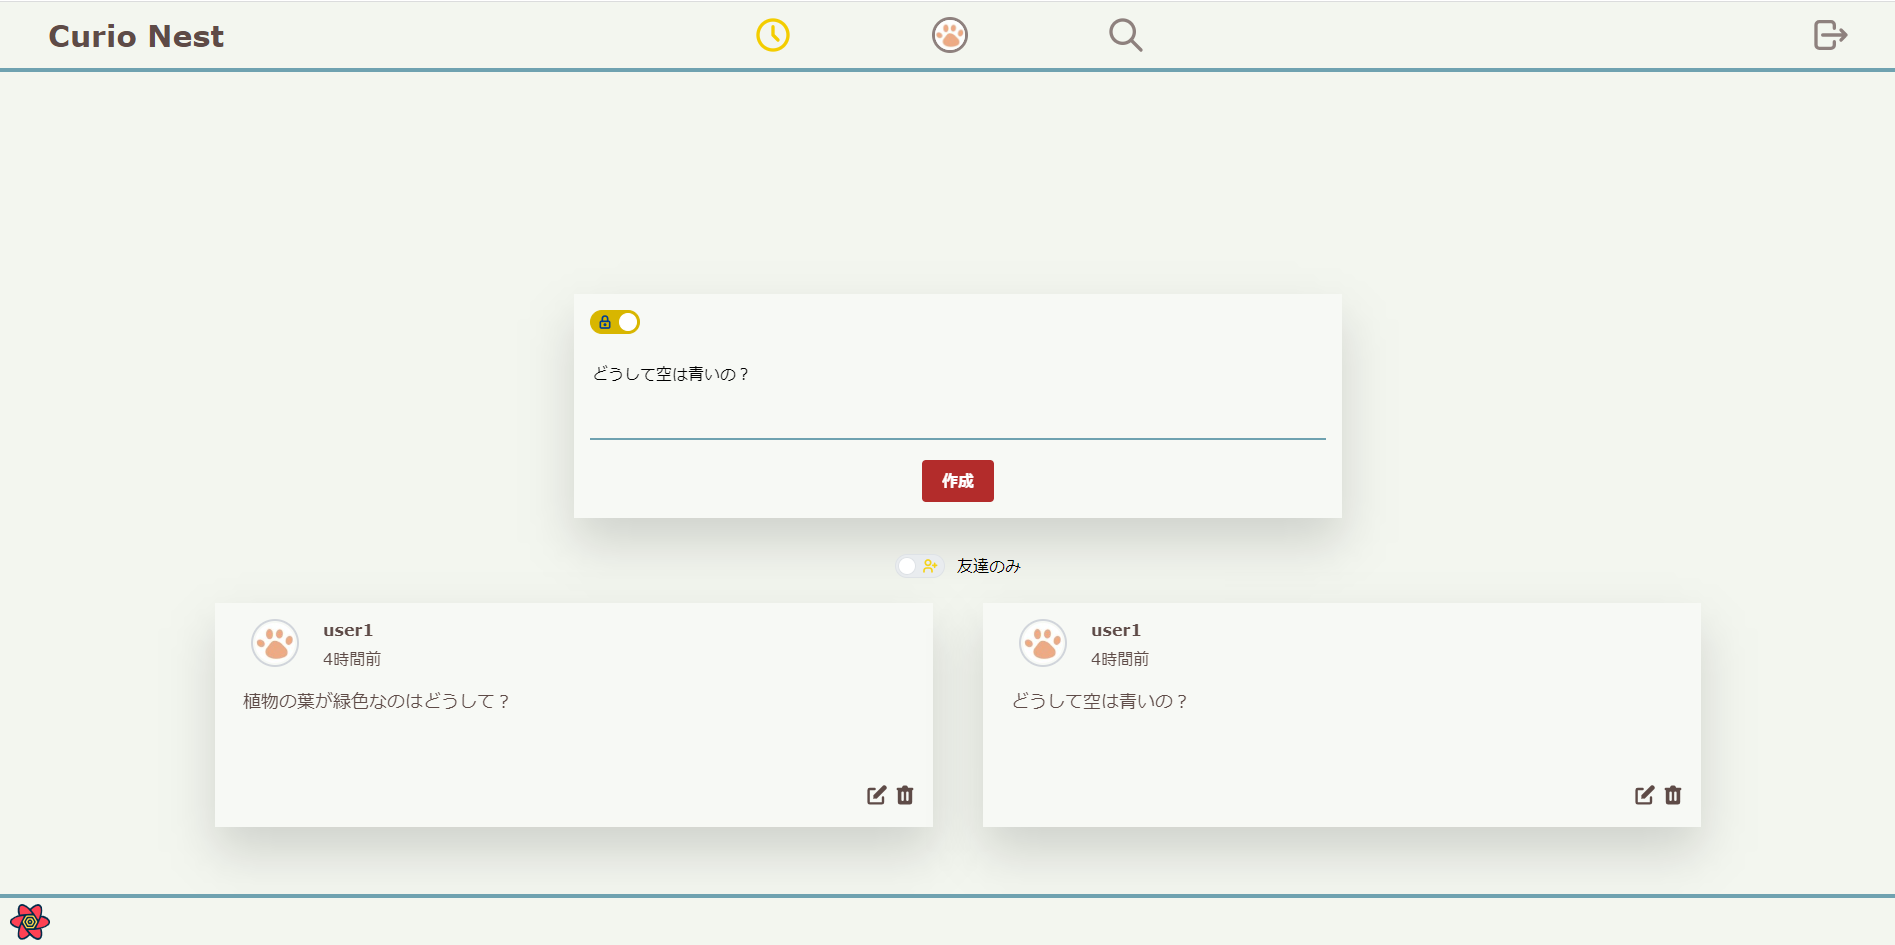 Curio Nest
どうして空は青いの？
作成
友達のみ
user1
4時間前
植物の葉が緑色なのはどうして？
user1
4時間前
どうして空は青いの？